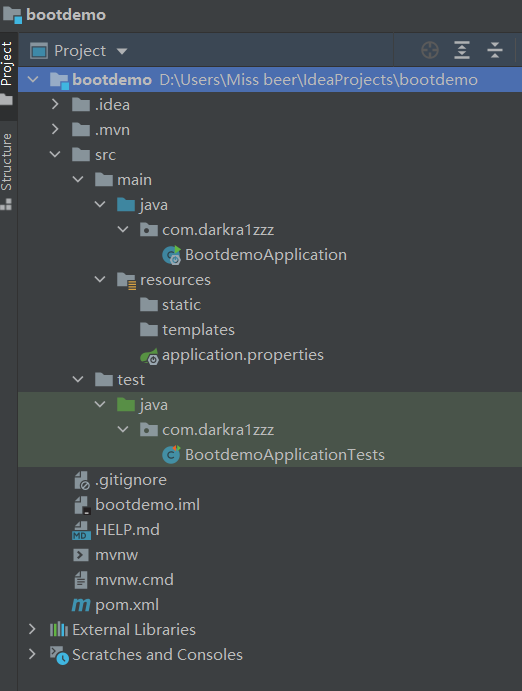 bootdemo
Project
Project
Structure
bootdemo D:\Users\Miss beer\IdeaProjects\bootdemo
.idea
.mvn
src
main
java
com.darkra1zzz
BootdemoApplication
resources
static
templates
application.properties
test
java
com.darkra1zzz
BootdemoApplicationTests
.gitignore
bootdemo.iml
MD HELP.md
mvnw
mvnw.cmd
m pom.xml
External Libraries
Scratches and Consoles